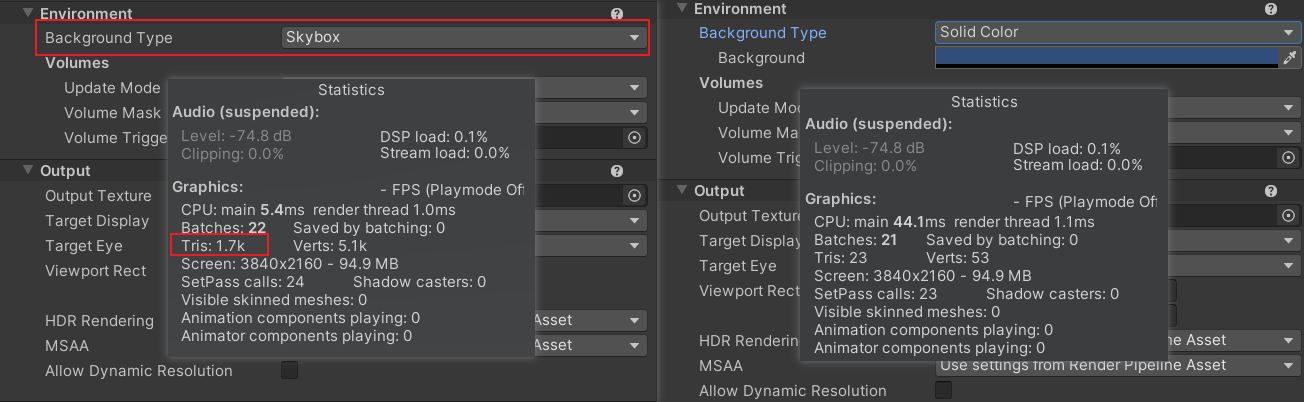 Environment
Background Type Skybox
Volumes
Update Mode
Volume Mask
Volume Trigge
Statistics
Audio (suspended):
Level: -74.8 dB DSP load: 0.1%
Clipping: 0.0% Stream load: 0.0%
Graphics: - FPS (Playmode Of
CPU: main 5.4ms render thread 1.0ms
Batches: 22 Saved by batching: 0
Tris: 1.7k Verts: 5.1k
Screen: 3840x2160 - 94.9 MB
SetPass calls: 24 Shadow casters: 0
Visible skinned meshes: 0
Animation components playing: 0
Animator components playing: 0
Output
Output Texture
Target Display
Target Eye
Viewport Rect
HDR Rendering Asset
MSAA Asset
Allow Dynamic Resolution
Environment
Background Type Solid Color
Background
Volumes
Update Mo
Volume Ma
Volume Trig
Statistics
Audio (suspended):
Level: -74.8 dB DSP load: 0.1%
Clipping: 0.0% Stream load: 0.0%
Graphics: - FPS (Playmode Of
CPU: main 44.1ms render thread 1.1ms
Batches: 21 Saved by batching: 0
Tris: 23 Verts: 53
Screen: 3840x2160 - 94.9 MB
SetPass calls: 23 Shadow casters: 0
Visible skinned meshes: 0
Animation components playing: 0
Animator components playing: 0
Output
Output Textur
Target Display
Target Eye
Viewport Rect
HDR Renderin line Asset
MSAA Use settings from Render Pipeline Asset
Allow Dynamic Resolution